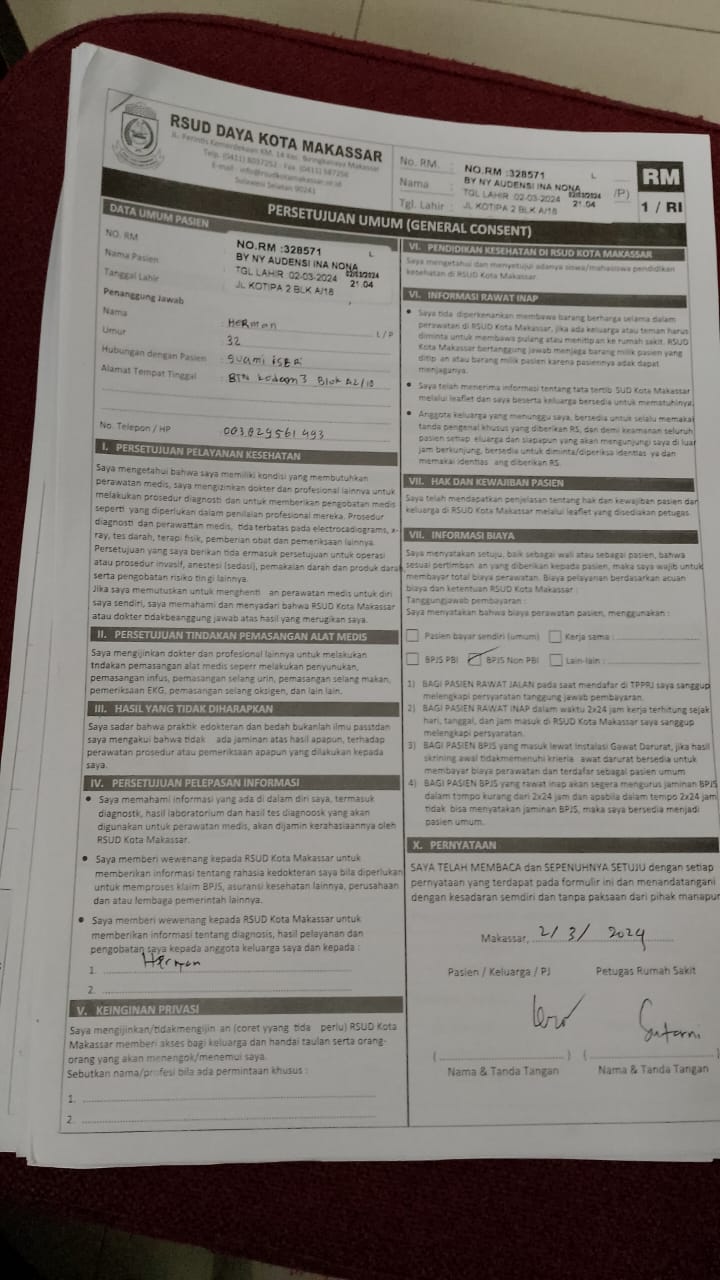 RSUD DAYA KOTA MAKASSAR
JL. Perintis Kemerdekaan KM. 14 Kec. Biringkanaya Makassar
Telp. (0411) 8037252 - Fax. (0411) 587256
E-mail : info@rsudkotamakassar.or.id
Sulawesi Selatan 90241
No. RM. :
Nama :
Tgl. Lahir :
NO.RM :328571 L
BY NY AUDENSI INA NONA
TGL LAHIR 02-03-2024 02/03/2024 /P)
JL KOTIPA 2 BLK A/18 21.04
RM
1 / RI
PERSETUJUAN UMUM (GENERAL CONSENT)
DATA UMUM PASIEN
NO. RM
Nama Pasien
Tanggal Lahir
NO.RM :328571 L
BY NY AUDENSI INA NONA
TGL LAHIR 02-03-2024 02/03/2024
JL KOTIPA 2 BLK A/18 21.04
Penanggung Jawab
Nama : Herman L/P
Umur : 32
Hubungan dengan Pasien : Suami istri
Alamat Tempat Tinggal : BTN Kodam 3 Blok A2/10
No. Telepon / HP
I. PERSETUJUAN PELAYANAN KESEHATAN
Saya mengetahui bahwa saya memiliki kondisi yang membutuhkan
perawatan medis, saya mengizinkan dokter dan profesional lainnya untuk
melakukan prosedur diagnosti dan untuk memberikan pengobatan medis
seperti yang diperlukan dalam penilaian profesional mereka. Prosedur
diagnosti dan perawattan medis, tida terbatas pada electrocadiograms, x-
ray, tes darah, terapi fisik, pemberian obat dan pemeriksaan lainnya.
Persetujuan yang saya berikan tida ermasuk persetujuan untuk operasi
atau prosedur invasif, anestesi (sedasi), pemakaian darah dan produk darah
serta pengobatan risiko tin gi lainnya.
Jika saya memutuskan untuk menghenti an perawatan medis untuk diri
saya sendiri, saya memahami dan menyadari bahwa RSUD Kota Makassar
atau dokter tidakbeanggung jawab atas hasil yang merugikan saya.
II. PERSETUJUAN TINDAKAN PEMASANGAN ALAT MEDIS
Saya mengijinkan dokter dan profesional lainnya untuk melakukan
tndakan pemasangan alat medis seperr melakukan penyunukan,
pemasangan infus, pemasangan selang urin, pemasangan selang makan,
pemeriksaan EKG, pemasangan selang oksigen, dan lain lain.
III. HASIL YANG TIDAK DIHARAPKAN
Saya sadar bahwa praktik edokteran dan bedah bukanlah ilmu passtdan
saya mengakui bahwa tidak ada jaminan atas hasil apapun, terhadap
perawatan prosedur atau pemeriksaan apapun yang dilakukan kepada
saya.
IV. PERSETUJUAN PELEPASAN INFORMASI
• Saya memahami informasi yang ada di dalam diri saya, termasuk
diagnostk, hasil laboratorium dan hasil tes diagnoosk yang akan
digunakan untuk perawatan medis, akan dijamin kerahasiaannya oleh
RSUD Kota Makassar.
• Saya memberi wewenang kepada RSUD Kota Makassar untuk
memberikan informasi tentang rahasia kedokteran saya bila diperlukan
untuk memproses klaim BPJS, asuransi kesehatan lainnya, perusahaan
dan atau lembaga pemerintah lainnya.
• Saya memberi wewenang kepada RSUD Kota Makassar untuk
memberikan informasi tentang diagnosis, hasil pelayanan dan
pengobatan saya kepada anggota keluarga saya dan kepada :
1. Herman
2.
V. KEINGINAN PRIVASI
Saya mengijinkan/tidakmengijin an (coret yyang tida perlu) RSUD Kota
Makassar memberi akses bagi keluarga dan handai taulan serta orang-
orang yang akan menengok/menemui saya.
Sebutkan nama/profesi bila ada permintaan khusus :
1.
2.
VI. PENDIDIKAN KESEHATAN DI RSUD KOTA MAKASSAR
Saya mengetahui dan menyetujui adanya siswa/mahasiswa pendidikan
kesehatan di RSUD Kota Makassar.
VI. INFORMASI RAWAT INAP
• Saya tida diperkenankan membawa barang berharga selama dalam
perawatan di RSUD Kota Makassar, jika ada keluarga atau teman harus
diminta untuk membawa pulang atau menitip an ke rumah sakit. RSUD
Kota Makassar bertanggung jawab menjaga barang milik pasien yang
ditip an atau barang milik pasien karena pasiennya adak dapat
menjaganya.
• Saya telah menerima informasi tentang tata tertib SUD Kota Makassar
melalui leaflet dan saya beserta keluarga bersedia untuk mematuhinya.
• Anggota keluarga yang menunggu saya, bersedia untuk selalu memakai
tanda pengenal khusus yang diberikan RS, dan demi keamanan seluruh
pasien setiap eluarga dan siapapun yang akan mengunjungi saya di luar
jam berkunjung, bersedia untuk diminta/diperiksa identias ya dan
memakai identias ang diberikan RS.
VII. HAK DAN KEWAJIBAN PASIEN
Saya telah mendapatkan penjelasan tentang hak dan kewajiban pasien dan
keluarga di RSUD Kota Makassar melalui leaflet yang disediakan petugas.
VII. INFORMASI BIAYA
Saya menyatakan setuju, baik sebagai wali atau sebagai pasien, bahwa
sesuai pertimban an yang diberikan kepada pasien, maka saya wajib untuk
membayar total biaya perawatan. Biaya pelayanan berdasarkan acuan
biaya dan ketentuan RSUD Kota Makassar :
Tanggungjawab pembayaran :
Saya menyatakan bahwa biaya perawatan pasien, menggunakan :
Pasien bayar sendiri (umum) Kerja sama :
BPJS PBI BPJS Non PBI Lain-lain :
1) BAGI PASIEN RAWAT JALAN pada saat mendafar di TPPRJ saya sanggup
melengkapi persyaratan tanggung jawab pembayaran.
2) BAGI PASIEN RAWAT INAP dalam waktu 2x24 jam kerja terhitung sejak
hari, tanggal, dan jam masuk di RSUD Kota Makassar saya sanggup
melengkapi persyaratan.
3) BAGI PASIEN BPJS yang masuk lewat Instalasi Gawat Darurat, jika hasil
skrining awal tidakmemenuhi krieria awat darurat bersedia untuk
membayar biaya perawatan dan terdafar sebagai pasien umum
4) BAGI PASIEN BPJS yang rawat inap akan segera mengurus jaminan BPJS
dalam tempo kurang dari 2x24 jam dan apabila dalam tempo 2x24 jam
tidak bisa menyatakan jaminan BPJS, maka saya bersedia menjadi
pasien umum.
X. PERNYATAAN
SAYA TELAH MEMBACA dan SEPENUHNYA SETUJU dengan setiap
pernyataan yang terdapat pada formulir ini dan menandatangani
dengan kesadaran semdiri dan tanpa paksaan dari pihak manapun
Makassar, 2/3/ 2024
Pasien / Keluarga / PJ Petugas Rumah Sakit
Nama & Tanda Tangan Nama & Tanda Tangan